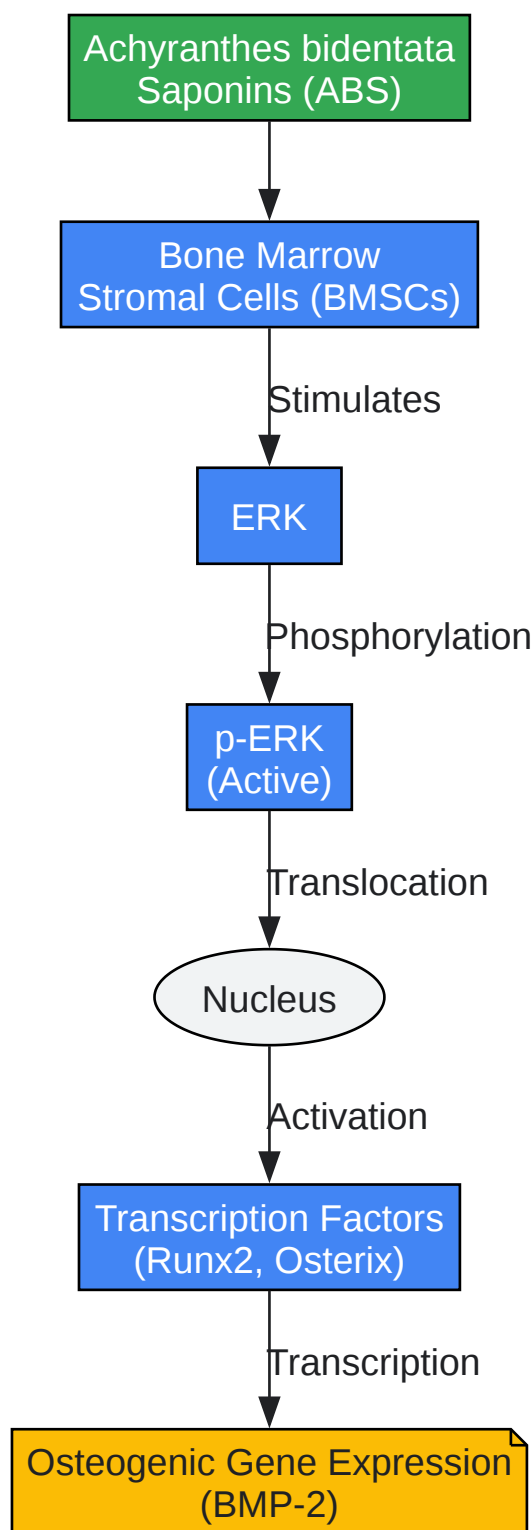 Achyranthes bidentata
Saponins (ABS)
Bone Marrow
Stromal Cells (BMSCs)
Stimulates
ERK
Phosphorylation
p-ERK
(Active)
Translocation
Nucleus
Activation
Transcription Factors
(Runx2, Osterix)
Transcription
Osteogenic Gene Expression
(BMP-2)